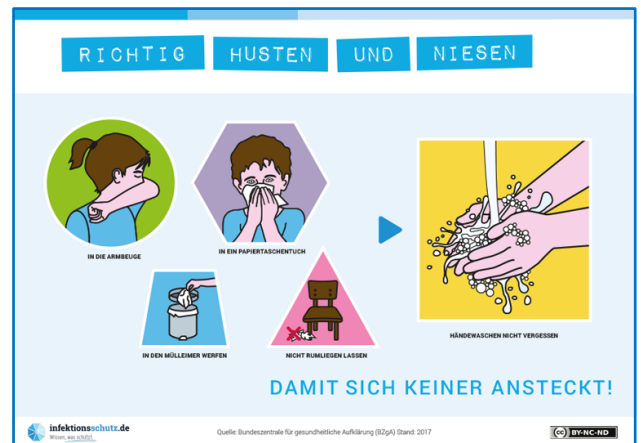 RICHTIG HUSTEN UND NIESEN
IN DIE ARMBEUGE
IN EIN PAPIERTASCHENTUCH
IN DEN MÜLLEIMER WERFEN
NICHT RUMLIEGEN LASSEN
HÄNDEWASCHEN NICHT VERGESSEN
DAMIT SICH KEINER ANSTECKT!
infektionsschutz.de
Wissen, was schützt.
Quelle: Bundeszentrale für gesundheitliche Aufklärung (BZgA) Stand: 2017
cc BY-NC-ND